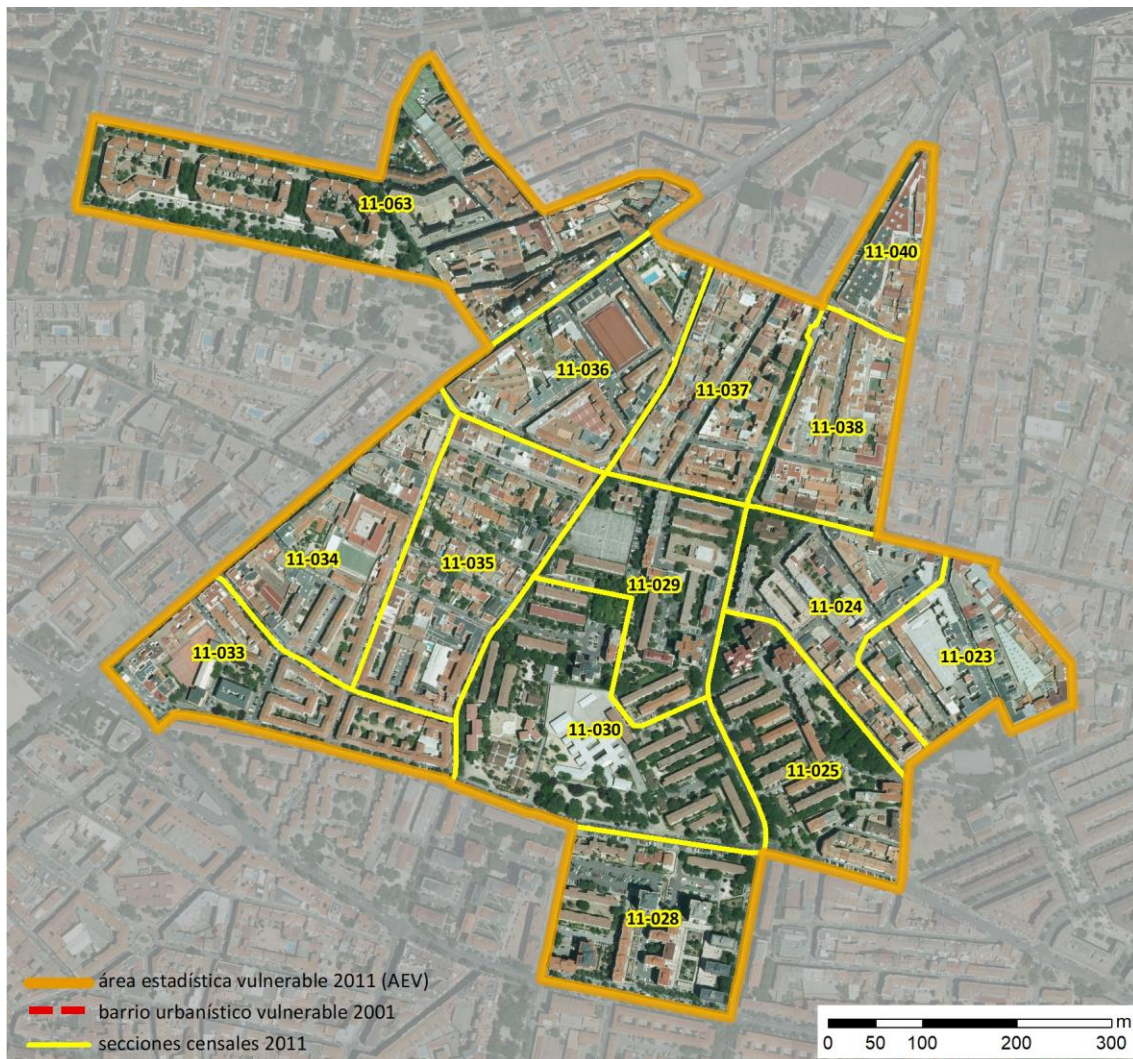 11-063
11-040
11-036
11-037
11-038
11-034
11-035
11-029
11-024
11-033
11-023
11-030
11-025
11-028
área estadística vulnerable 2011 (AEV)
barrio urbanístico vulnerable 2001
secciones censales 2011
m
0 50 100 200 300